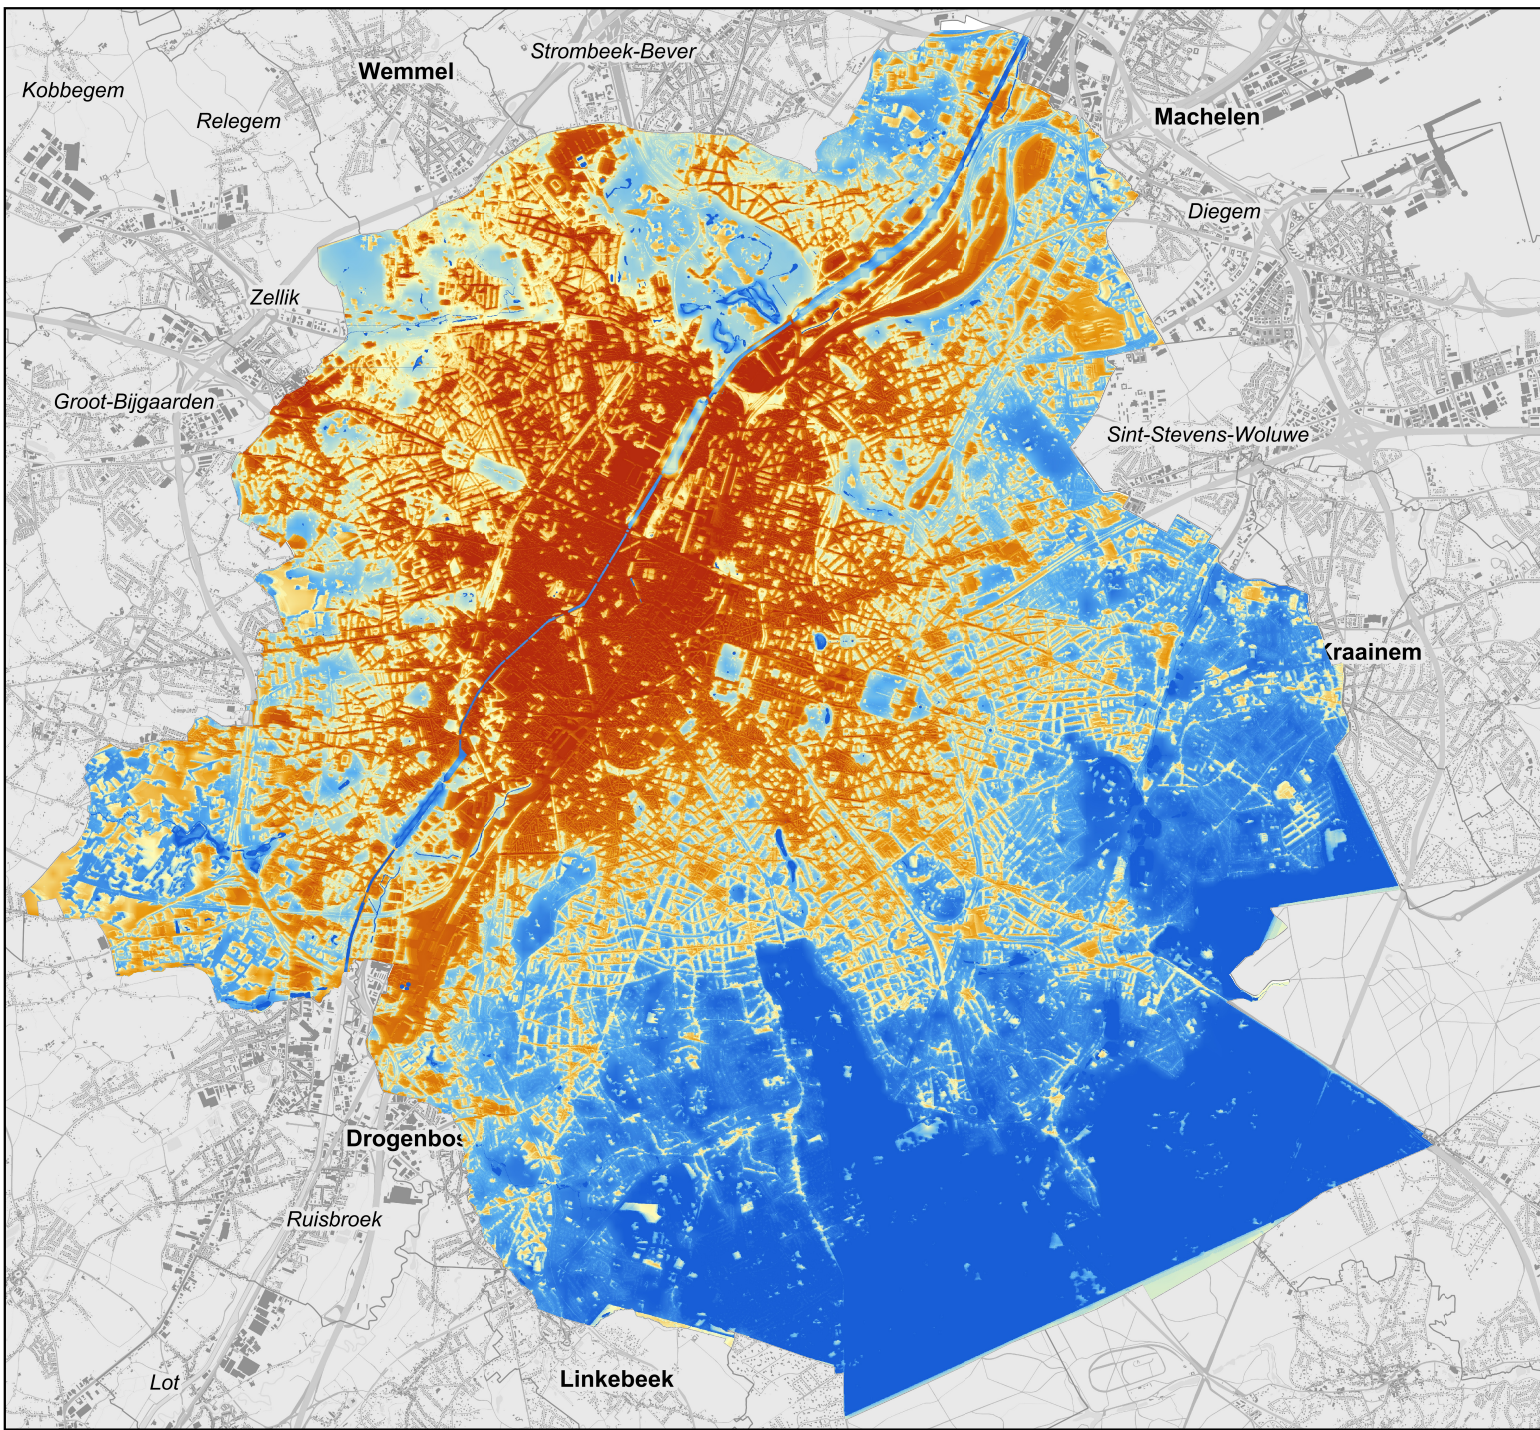 Strombeek-Bever
Wemmel
Kobbegem
Relegem
Machelen
Diegem
Zellik
Groot-Bijgaarden
Sint-Stevens-Woluwe
Kraainem
Drogenbos
Ruisbroek
Linkebeek
Lot